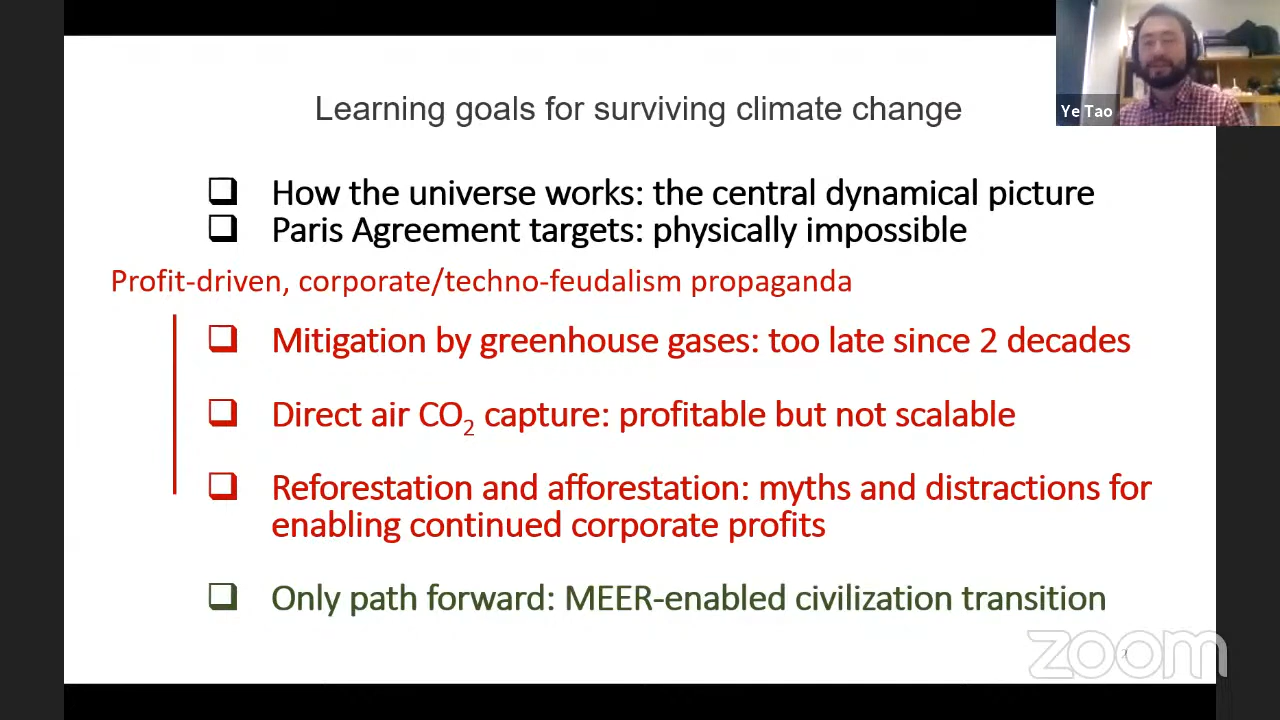 Learning goals for surviving climate change
Ye Tao
How the universe works: the central dynamical picture
Paris Agreement targets: physically impossible
Profit-driven, corporate/techno-feudalism propaganda
Mitigation by greenhouse gases: too late since 2 decades
Direct air CO₂ capture: profitable but not scalable
Reforestation and afforestation: myths and distractions for
enabling continued corporate profits
Only path forward: MEER-enabled civilization transition
zoom
2